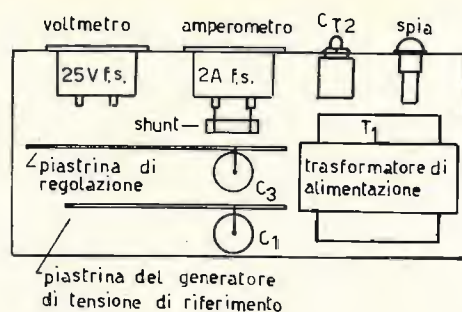 voltmetro
amperometro
C T2
spia
25V f.s.
2A f.s.
shunt
T1
piastrina di
regolazione
trasformatore di
alimentazione
C3
C1
piastrina del generatore
di tensione di riferimento